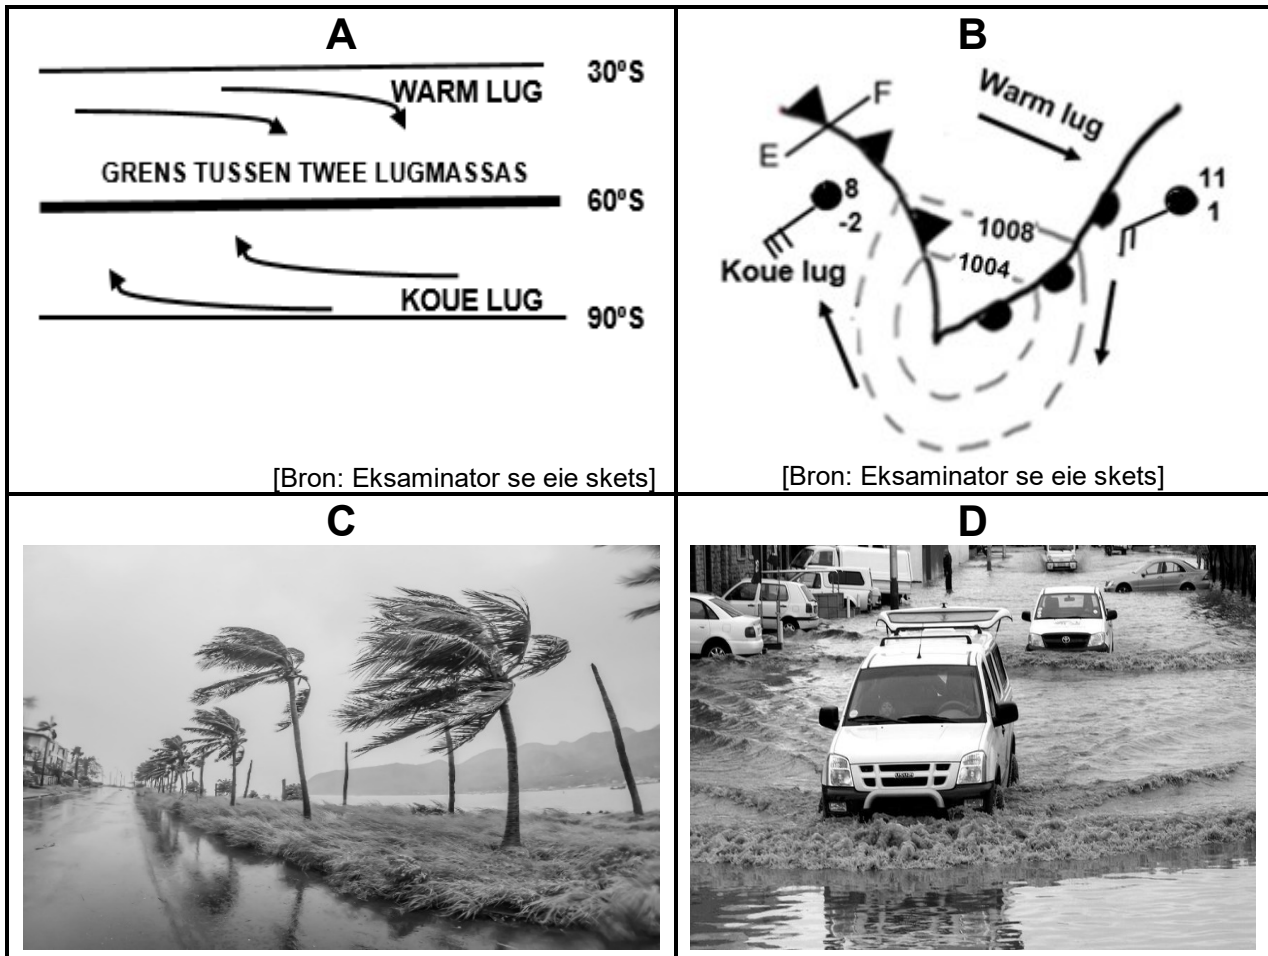 A
30ºS
WARM LUG
GRENS TUSSEN TWEE LUGMASSAS
60ºS
KOUE LUG
90ºS
[Bron: Eksaminator se eie skets]
B
F
E
Warm lug
8
-2
Koue lug
1008
1004
11
1
[Bron: Eksaminator se eie skets]
C
D
ISUZU